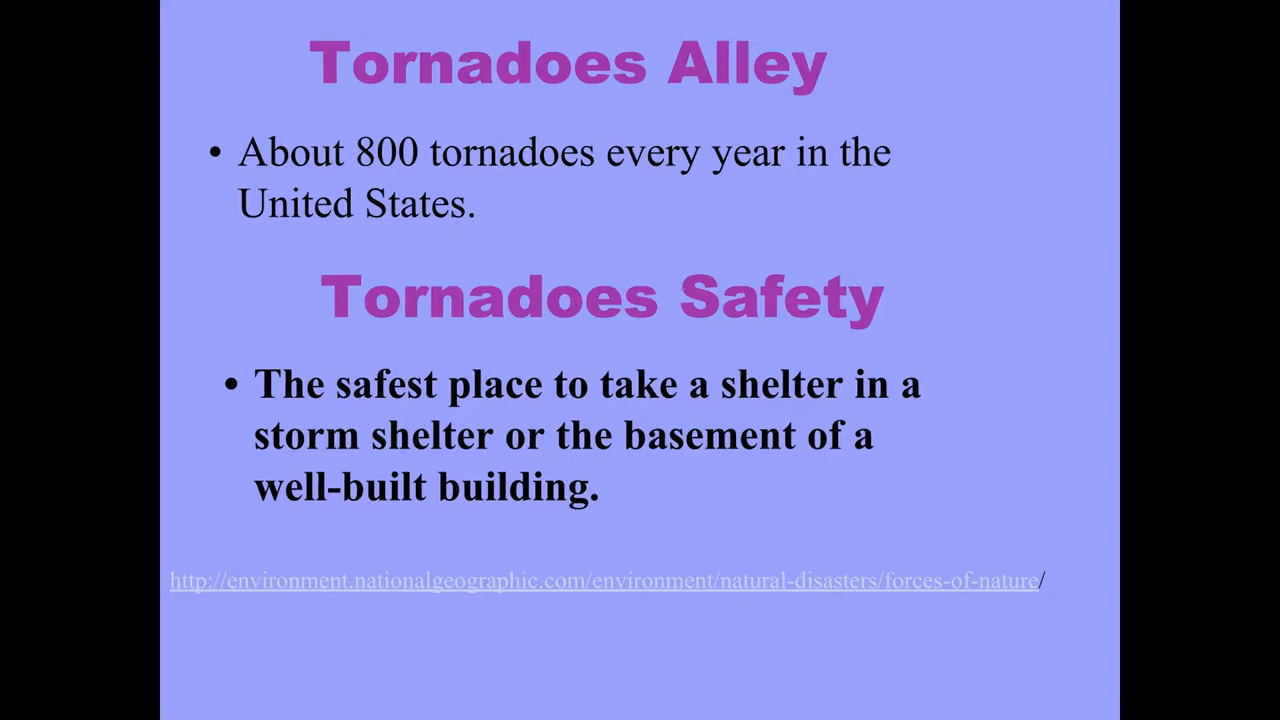 Tornadoes Alley
• About 800 tornadoes every year in the
United States.
Tornadoes Safety
• The safest place to take a shelter in a
storm shelter or the basement of a
well-built building.
http://environment.nationalgeographic.com/environment/natural-disasters/forces-of-nature/